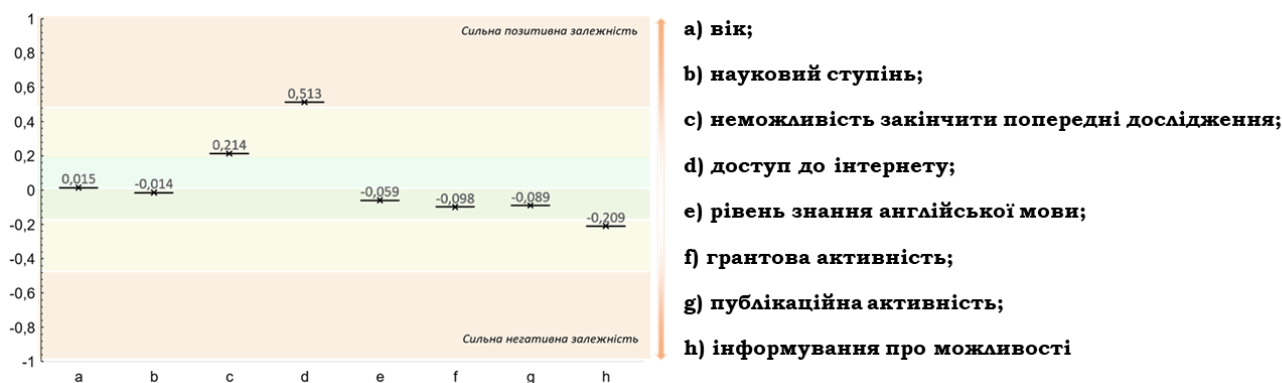 1
0,8
0,6
0,4
0,2
0
-0,2
-0,4
-0,6
-0,8
-1
Сильна позитивна залежність
0,015
-0,014
0,214
0,513
-0,059
-0,098
-0,089
-0,209
Сильна негативна залежність
a b c d e f g h
a) вік;
b) науковий ступінь;
c) неможливість закінчити попередні дослідження;
d) доступ до інтернету;
e) рівень знання англійської мови;
f) грантова активність;
g) публікаційна активність;
h) інформування про можливості